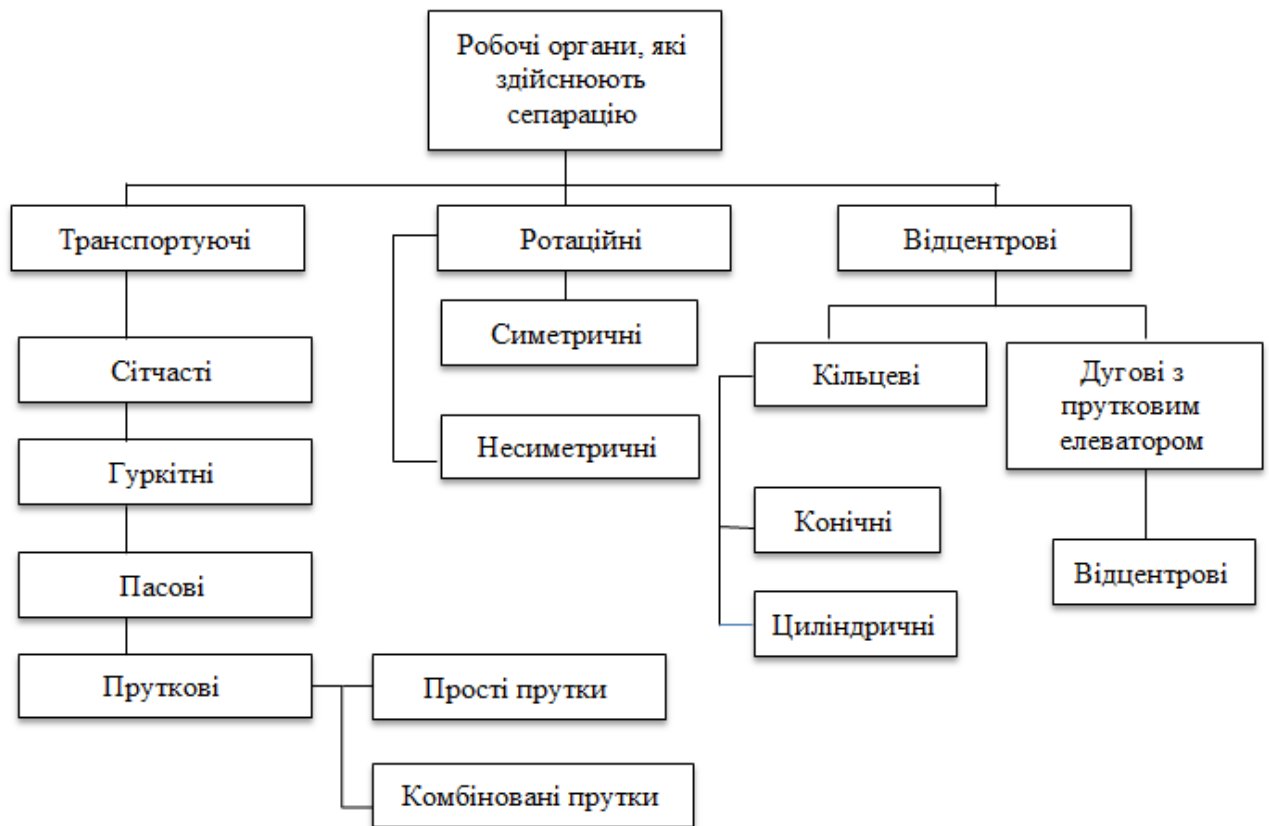 Робочі органи, які
здійснюють
сепарацію
Транспортуючі
Ротаційні
Відцентрові
Симетричні
Сітчасті
Кільцеві
Дугові з
прутковим
елеватором
Гуркітні
Несиметричні
Конічні
Відцентрові
Пасові
Циліндричні
Пруткові
Прості прутки
Комбіновані прутки